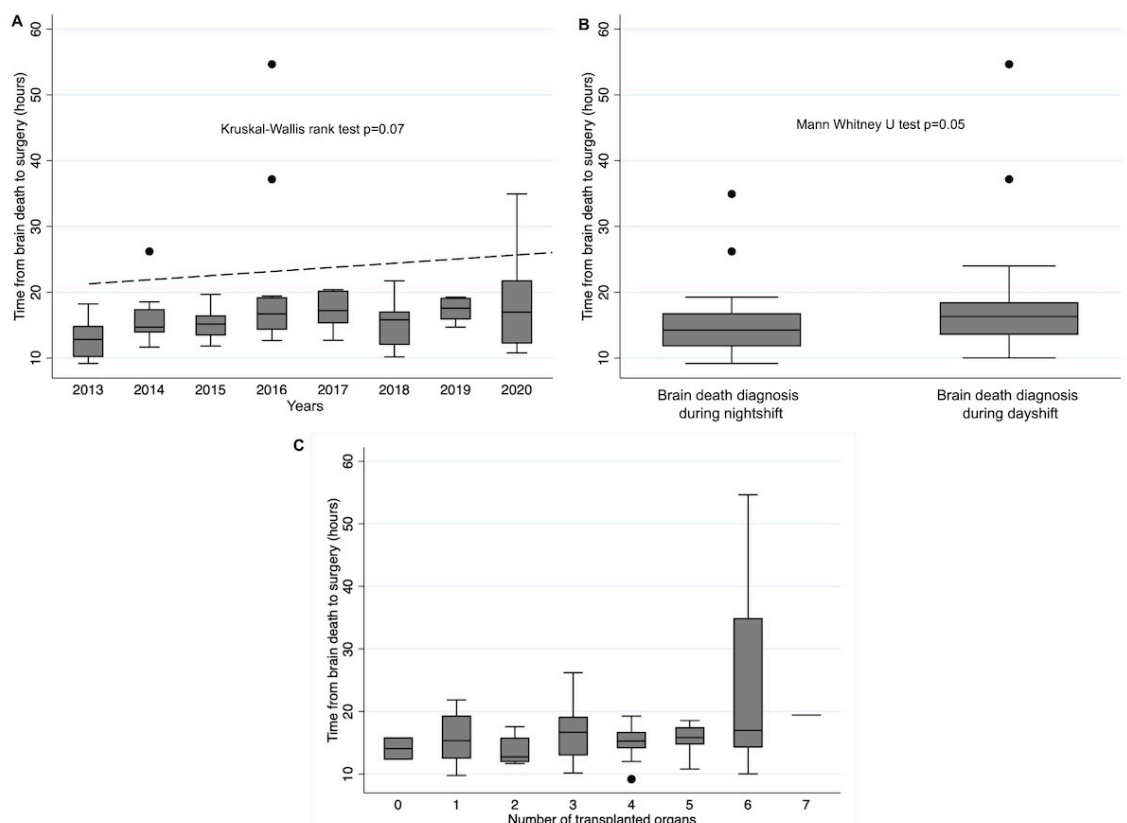 A
Time from brain death to surgery (hours)
60
50
40
30
20
10
Kruskal-Wallis rank test p=0.07
2013 2014 2015 2016 2017 2018 2019 2020
Years
B
Time from brain death to surgery (hours)
60
50
40
30
20
10
Mann Whitney U test p=0.05
Brain death diagnosis
during nightshift
Brain death diagnosis
during dayshift
C
Time from brain death to surgery (hours)
60
50
40
30
20
10
0 1 2 3 4 5 6 7
Number of transplanted organs